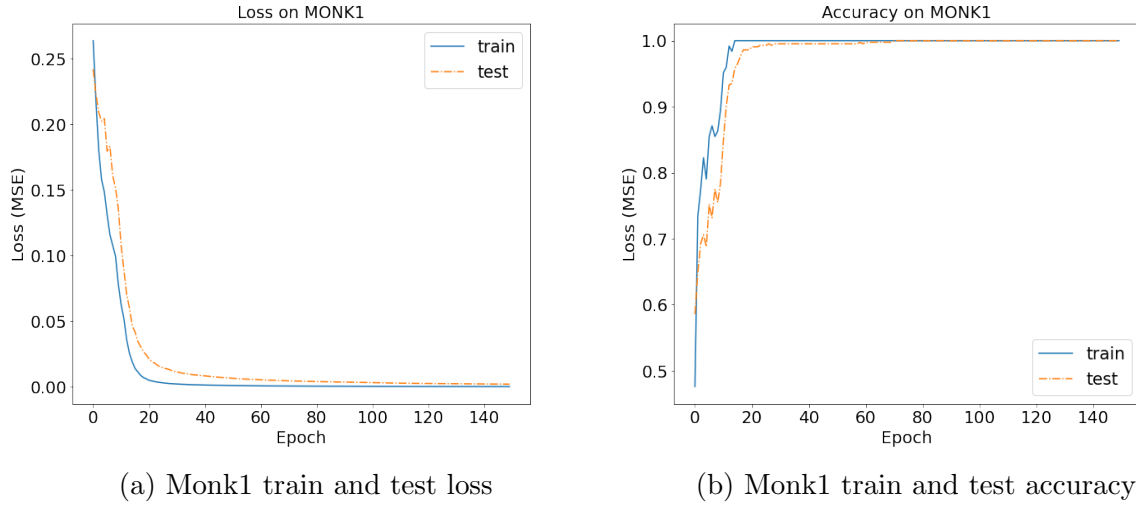 Loss on MONK1
Loss (MSE)
0.25
0.20
0.15
0.10
0.05
0.00
train
test
0 20 40 60 80 100 120 140
Epoch
(a) Monk1 train and test loss
Accuracy on MONK1
Loss (MSE)
1.0
0.9
0.8
0.7
0.6
0.5
train
test
0 20 40 60 80 100 120 140
Epoch
(b) Monk1 train and test accuracy